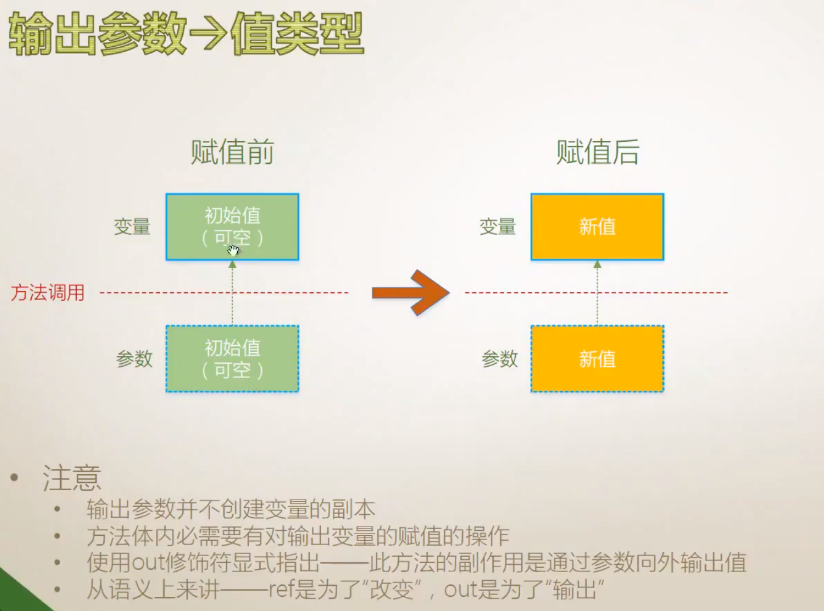 输出参数→值类型
赋值前
赋值后
变量
初始值
（可空）
变量
新值
方法调用
参数
初始值
（可空）
参数
新值
• 注意
• 输出参数并不创建变量的副本
• 方法体内必需要有对输出变量的赋值的操作
• 使用out修饰符显式指出——此方法的副作用是通过参数向外输出值
• 从语义上来讲——ref是为了“改变”，out是为了“输出”